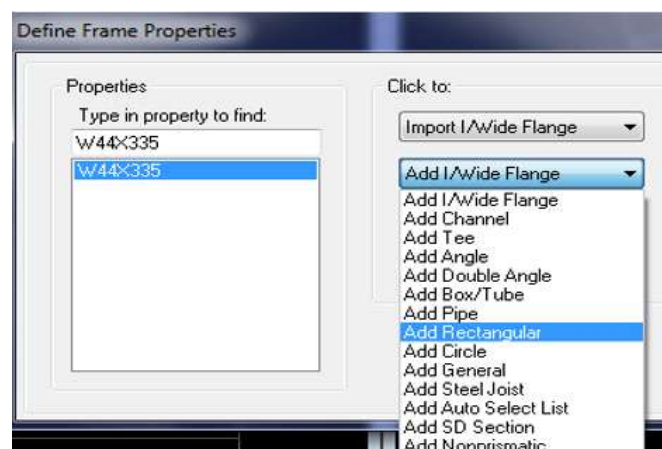 Define Frame Properties
Properties
Type in property to find:
W44X335
W44X335
Click to:
Import I/Wide Flange
Add I/Wide Flange
Add I/Wide Flange
Add Channel
Add Tee
Add Angle
Add Double Angle
Add Box/Tube
Add Pipe
Add Rectangular
Add Circle
Add General
Add Steel Joist
Add Auto Select List
Add SD Section
Add Nonprismatic